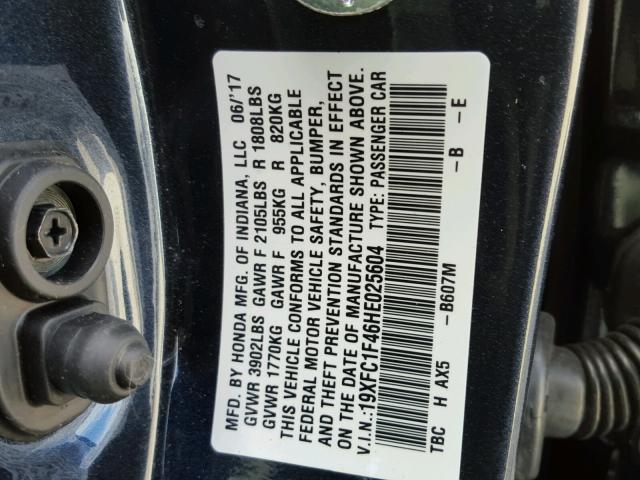 MFD. BY HONDA MFG. OF INDIANA, LLC 06/'17
GVWR 3902LBS GAWR F 2105LBS R 1808LBS
GVWR 1770KG GAWR F 955KG R 820KG
THIS VEHICLE CONFORMS TO ALL APPLICABLE
FEDERAL MOTOR VEHICLE SAFETY, BUMPER,
AND THEFT PREVENTION STANDARDS IN EFFECT
ON THE DATE OF MANUFACTURE SHOWN ABOVE.
V.I.N.:19XFC1F46HE025604 TYPE: PASSENGER CAR
TBC H AX5 -B607M -B -E